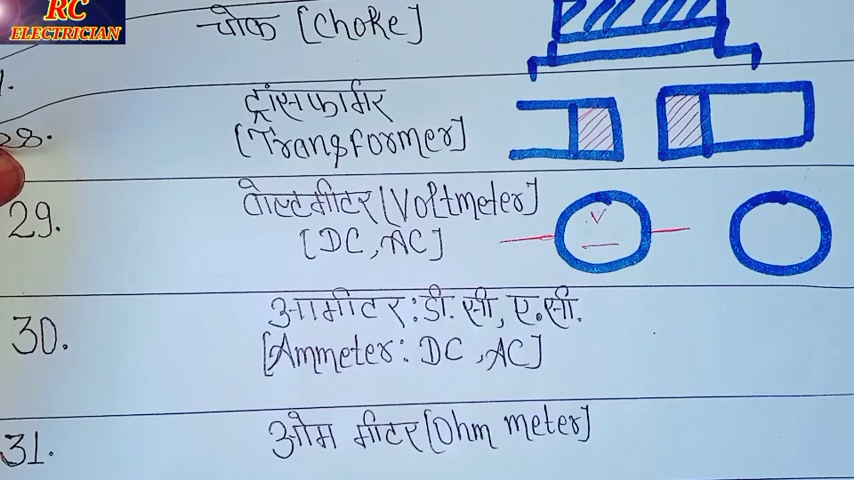 RC
ELECTRICIAN
चोक [Choke]
28.
ट्रांसफार्मर
[Transformer]
29.
वोल्टमीटर [Voltmeter]
[DC, AC]
V
30.
आमीटर: डी. सी, ए.सी.
[Ammeter: DC, AC]
31.
ओम मीटर [Ohm meter]